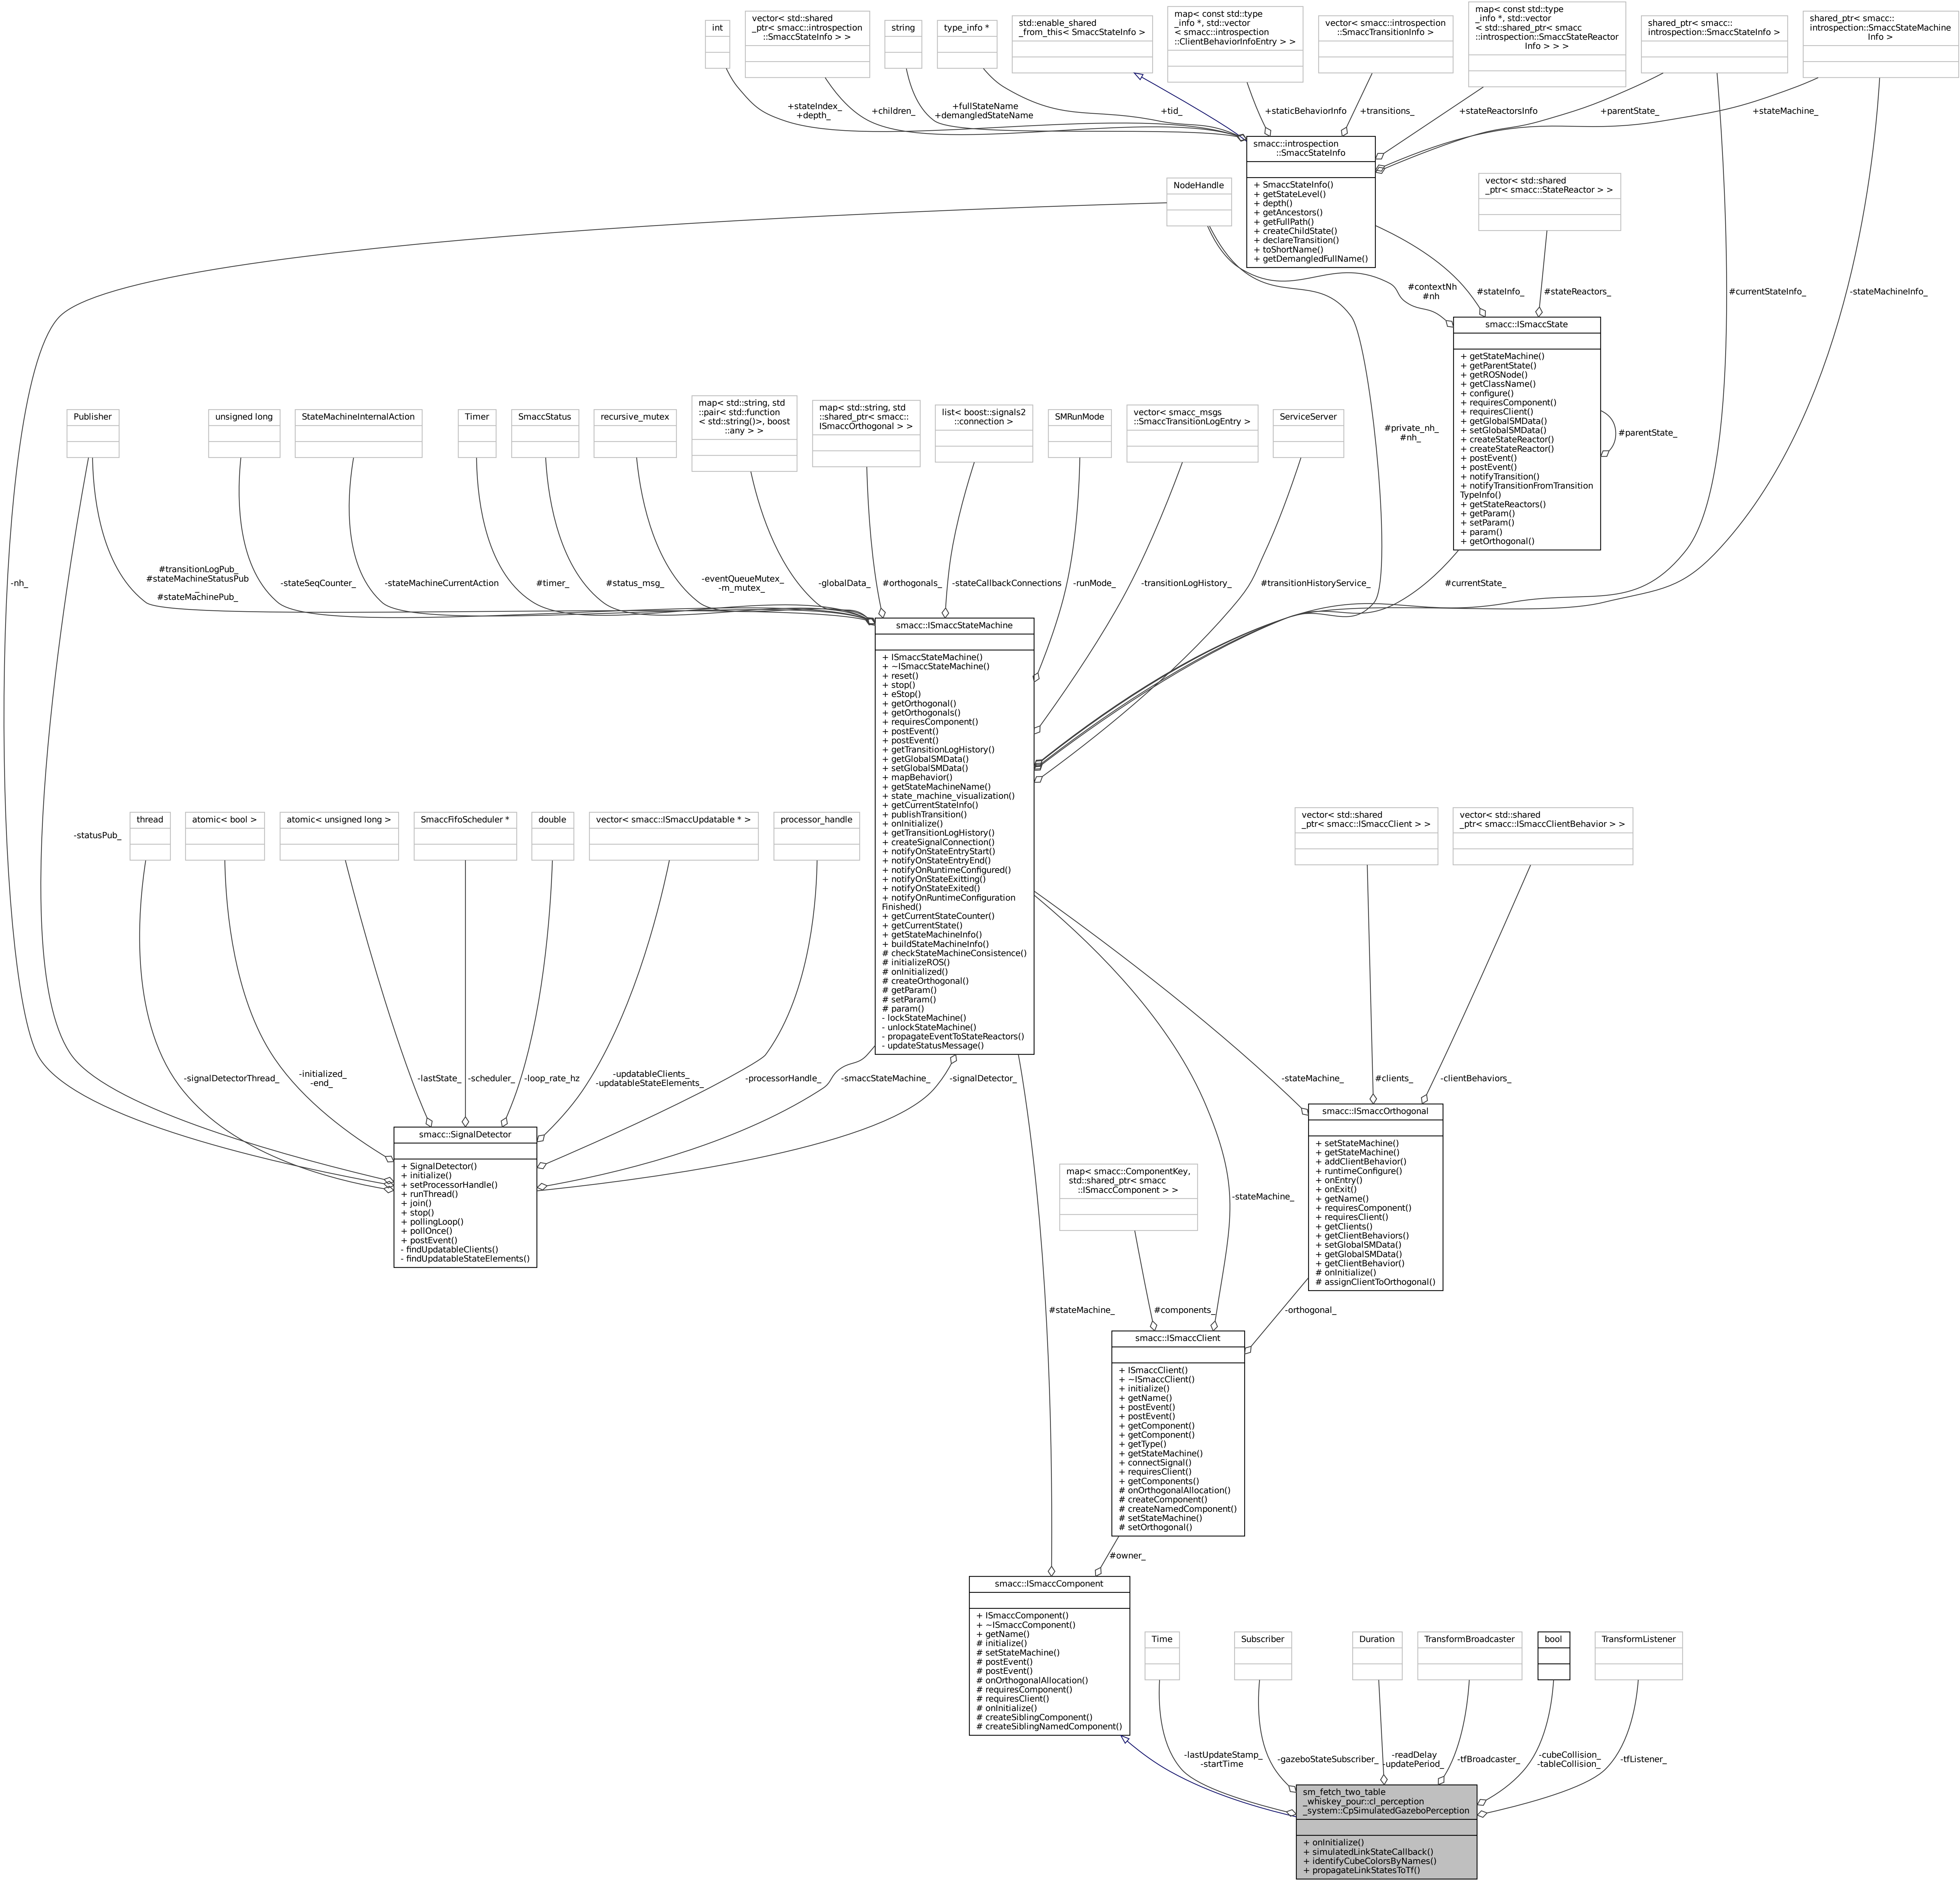 int
vector< std::shared
_ptr< smacc::introspection
::SmaccStateInfo > >
string
type_info *
std::enable_shared
_from_this< SmaccStateInfo >
map< const std::type
_info *, std::vector
< smacc::introspection
::ClientBehaviorInfoEntry > >
vector< smacc::introspection
::SmaccTransitionInfo >
map< const std::type
_info *, std::vector
< std::shared_ptr< smacc
::introspection::SmaccStateReactor
Info > > >
shared_ptr< smacc::
introspection::SmaccStateInfo >
shared_ptr< smacc::
introspection::SmaccStateMachine
Info >
+stateIndex_
+depth_
+children_
+fullStateName
+demangledStateName
+tid_
+staticBehaviorInfo
+transitions_
+stateReactorsInfo
+parentState_
+stateMachine_
smacc::introspection
::SmaccStateInfo
+ SmaccStateInfo()
+ getStateLevel()
+ depth()
+ getAncestors()
+ getFullPath()
+ createChildState()
+ declareTransition()
+ toShortName()
+ getDemangledFullName()
NodeHandle
vector< std::shared
_ptr< smacc::StateReactor > >
#contextNh
#nh
#stateInfo_
#stateReactors_
#currentStateInfo_
-stateMachineInfo_
smacc::ISmaccState
+ getStateMachine()
+ getParentState()
+ getROSNode()
+ getClassName()
+ configure()
+ requiresComponent()
+ requiresClient()
+ getGlobalSMData()
+ setGlobalSMData()
+ createStateReactor()
+ createStateReactor()
+ postEvent()
+ postEvent()
+ notifyTransition()
+ notifyTransitionFromTransition
TypeInfo()
+ getStateReactors()
+ getParam()
+ setParam()
+ param()
+ getOrthogonal()
#parentState_
#private_nh_
#nh_
Publisher
unsigned long
StateMachineInternalAction
Timer
SmaccStatus
recursive_mutex
map< std::string, std
::pair< std::function
< std::string()>, boost
::any > >
map< std::string, std
::shared_ptr< smacc::
ISmaccOrthogonal > >
list< boost::signals2
::connection >
SMRunMode
vector< smacc_msgs
::SmaccTransitionLogEntry >
ServiceServer
-nh_
#transitionLogPub_
#stateMachineStatusPub
_
#stateMachinePub_
-stateSeqCounter_
-stateMachineCurrentAction
#timer_
#status_msg_
-eventQueueMutex_
-m_mutex_
-globalData_
#orthogonals_
-stateCallbackConnections
-runMode_
-transitionLogHistory_
#transitionHistoryService_
#currentState_
smacc::ISmaccStateMachine
+ ISmaccStateMachine()
+ ~ISmaccStateMachine()
+ reset()
+ stop()
+ eStop()
+ getOrthogonal()
+ getOrthogonals()
+ requiresComponent()
+ postEvent()
+ postEvent()
+ getTransitionLogHistory()
+ getGlobalSMData()
+ setGlobalSMData()
+ mapBehavior()
+ getStateMachineName()
+ state_machine_visualization()
+ getCurrentStateInfo()
+ publishTransition()
+ onInitialize()
+ getTransitionLogHistory()
+ createSignalConnection()
+ notifyOnStateEntryStart()
+ notifyOnStateEntryEnd()
+ notifyOnRuntimeConfigured()
+ notifyOnStateExitting()
+ notifyOnStateExited()
+ notifyOnRuntimeConfiguration
Finished()
+ getCurrentStateCounter()
+ getCurrentState()
+ getStateMachineInfo()
+ buildStateMachineInfo()
# checkStateMachineConsistence()
# initializeROS()
# onInitialized()
# createOrthogonal()
# getParam()
# setParam()
# param()
- lockStateMachine()
- unlockStateMachine()
- propagateEventToStateReactors()
- updateStatusMessage()
-statusPub_
thread
atomic< bool >
atomic< unsigned long >
SmaccFifoScheduler *
double
vector< smacc::ISmaccUpdatable * >
processor_handle
vector< std::shared
_ptr< smacc::ISmaccClient > >
vector< std::shared
_ptr< smacc::ISmaccClientBehavior > >
-signalDetectorThread_
-initialized_
-end_
-lastState_
-scheduler_
-loop_rate_hz
-updatableClients_
-updatableStateElements_
-processorHandle_
-smaccStateMachine_
-signalDetector_
-stateMachine_
#clients_
-clientBehaviors_
smacc::SignalDetector
+ SignalDetector()
+ initialize()
+ setProcessorHandle()
+ runThread()
+ join()
+ stop()
+ pollingLoop()
+ pollOnce()
+ postEvent()
- findUpdatableClients()
- findUpdatableStateElements()
smacc::ISmaccOrthogonal
+ setStateMachine()
+ getStateMachine()
+ addClientBehavior()
+ runtimeConfigure()
+ onEntry()
+ onExit()
+ getName()
+ requiresComponent()
+ requiresClient()
+ getClients()
+ getClientBehaviors()
+ setGlobalSMData()
+ getGlobalSMData()
+ getClientBehavior()
# onInitialize()
# assignClientToOrthogonal()
map< smacc::ComponentKey,
std::shared_ptr< smacc
::ISmaccComponent > >
-stateMachine_
#stateMachine_
#components_
-orthogonal_
smacc::ISmaccClient
+ ISmaccClient()
+ ~ISmaccClient()
+ initialize()
+ getName()
+ postEvent()
+ postEvent()
+ getComponent()
+ getComponent()
+ getType()
+ getStateMachine()
+ connectSignal()
+ requiresClient()
+ getComponents()
# onOrthogonalAllocation()
# createComponent()
# createNamedComponent()
# setStateMachine()
# setOrthogonal()
#owner_
smacc::ISmaccComponent
+ ISmaccComponent()
+ ~ISmaccComponent()
+ getName()
# initialize()
# setStateMachine()
# postEvent()
# postEvent()
# onOrthogonalAllocation()
# requiresComponent()
# requiresClient()
# onInitialize()
# createSiblingComponent()
# createSiblingNamedComponent()
Time
Subscriber
Duration
TransformBroadcaster
bool
TransformListener
-lastUpdateStamp_
-startTime
-gazeboStateSubscriber_
-readDelay
-updatePeriod_
-tfBroadcaster_
-cubeCollision_
-tableCollision_
-tfListener_
sm_fetch_two_table
_whiskey_pour::cl_perception
_system::CpSimulatedGazeboPerception
+ onInitialize()
+ simulatedLinkStateCallback()
+ identifyCubeColorsByNames()
+ propagateLinkStatesToTf()